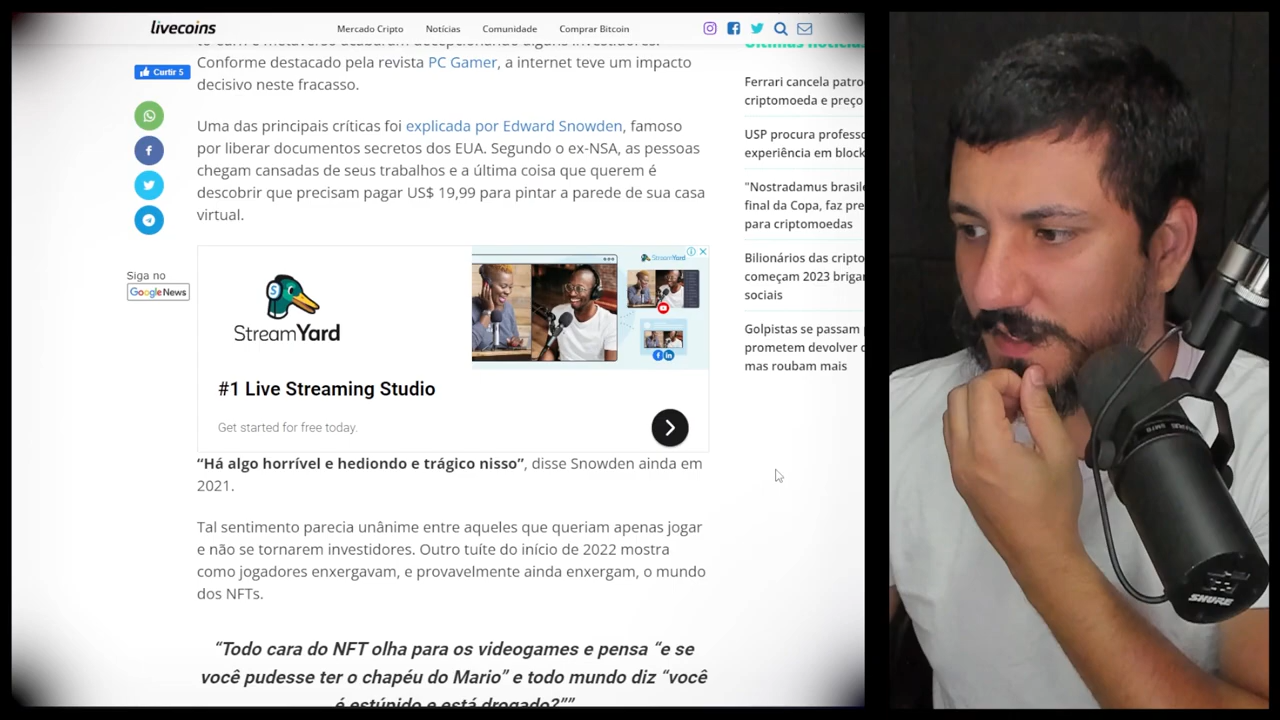 livecoins
Mercado Cripto Notícias Comunidade Comprar Bitcoin
Curtir 5
Siga no
Google News
Conforme destacado pela revista PC Gamer, a internet teve um impacto
decisivo neste fracasso.
Uma das principais críticas foi explicada por Edward Snowden, famoso
por liberar documentos secretos dos EUA. Segundo o ex-NSA, as pessoas
chegam cansadas de seus trabalhos e a última coisa que querem é
descobrir que precisam pagar US$ 19,99 para pintar a parede de sua casa
virtual.
StreamYard
StreamYard
#1 Live Streaming Studio
Get started for free today.
“Há algo horrível e hediondo e trágico nisso”, disse Snowden ainda em
2021.
Tal sentimento parecia unânime entre aqueles que queriam apenas jogar
e não se tornarem investidores. Outro tuíte do início de 2022 mostra
como jogadores enxergavam, e provavelmente ainda enxergam, o mundo
dos NFTs.
“Todo cara do NFT olha para os videogames e pensa “e se
você pudesse ter o chapéu do Mario” e todo mundo diz “você
é estúpido e está drogado?””
Últimas notícias
Ferrari cancela patro
criptomoeda e preço
USP procura profess
experiência em block
"Nostradamus brasile
final da Copa, faz pre
para criptomoedas
Bilionários das cripto
começam 2023 briga
sociais
Golpistas se passam
prometem devolver
mas roubam mais
SHURE